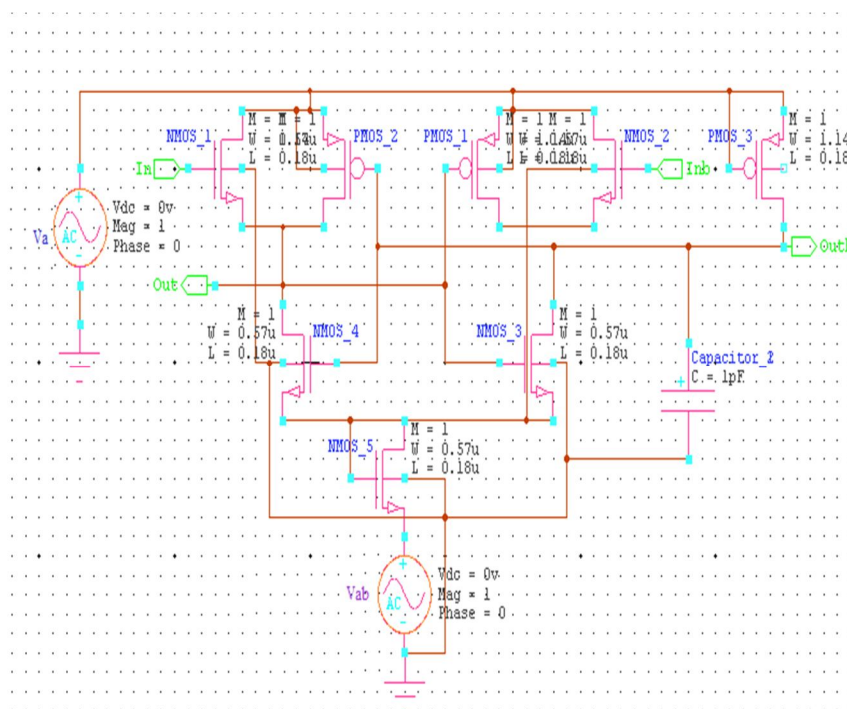 NMOS_1
PMOS_2
PMOS_1
NMOS_2
PMOS_3
M = 1
L = 0.18u
M = 1
W = 1.14
L = 0.18
In
Inb
Va
AC
Vdc = 0v
Mag = 1
Phase = 0
Out
M = 1
W = 0.57u
L = 0.18u
NMOS_4
NMOS_3
M = 1
W = 0.57u
L = 0.18u
Capacitor_2
C = 1pF
NMOS_5
M = 1
W = 0.57u
L = 0.18u
Vab
AC
Vdc = 0v
Mag = 1
Phase = 0